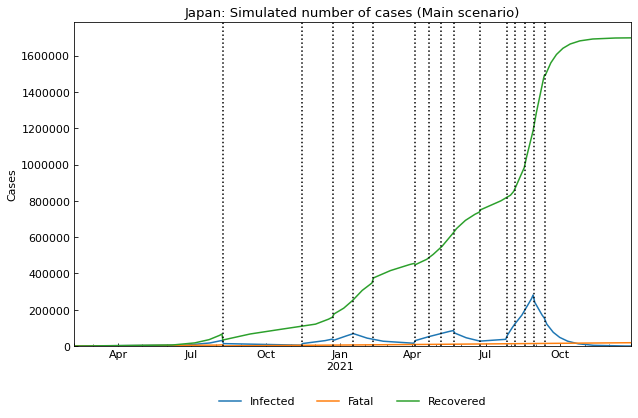 Japan: Simulated number of cases (Main scenario)
Cases
1600000
1400000
1200000
1000000
800000
600000
400000
200000
0
Apr
Jul
Oct
Jan
2021
Apr
Jul
Oct
Infected
Fatal
Recovered